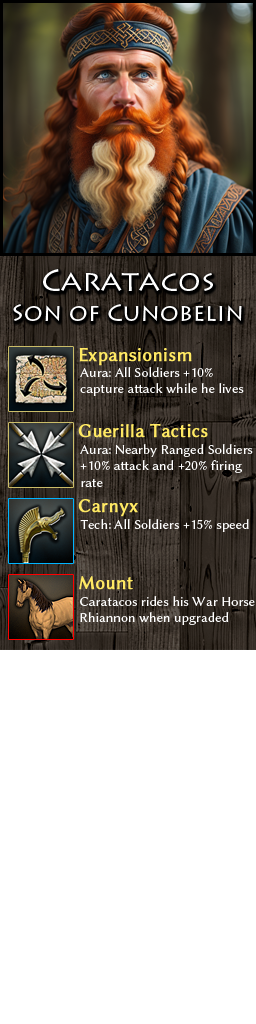 Caratacos
Son of Cunobelin
Expansionism
Aura: All Soldiers +10%
capture attack while he lives
Guerilla Tactics
Aura: Nearby Ranged Soldiers
+10% attack and +20% firing
rate
Carnyx
Tech: All Soldiers +15% speed
Mount
Caratacos rides his War Horse
Rhiannon when upgraded